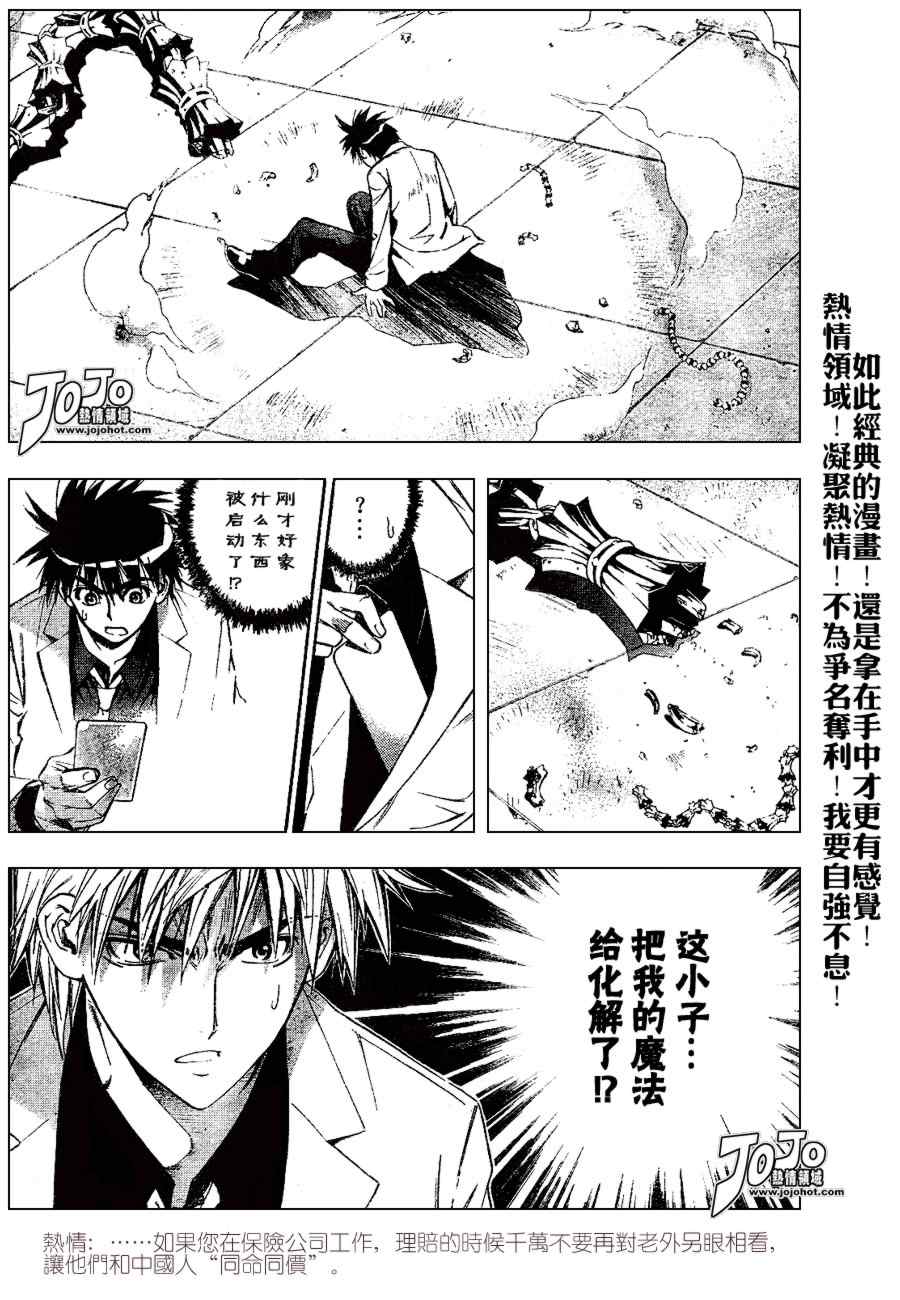 JOJO
熱情領域
www.jojohot.com
?…
刚才好家
什么东西
被启动了!?
这小子…
把我的魔法
给化解了!?
JOJO
熱情領域
www.jojohot.com
如此經典的漫畫！還是拿在手中才更有感覺！
熱情領域！凝聚熱情！不為爭名奪利！我要自強不息！
熱情：……如果您在保險公司工作，理賠的時候千萬不要再對老外另眼相看，
讓他們和中國人“同命同價”。